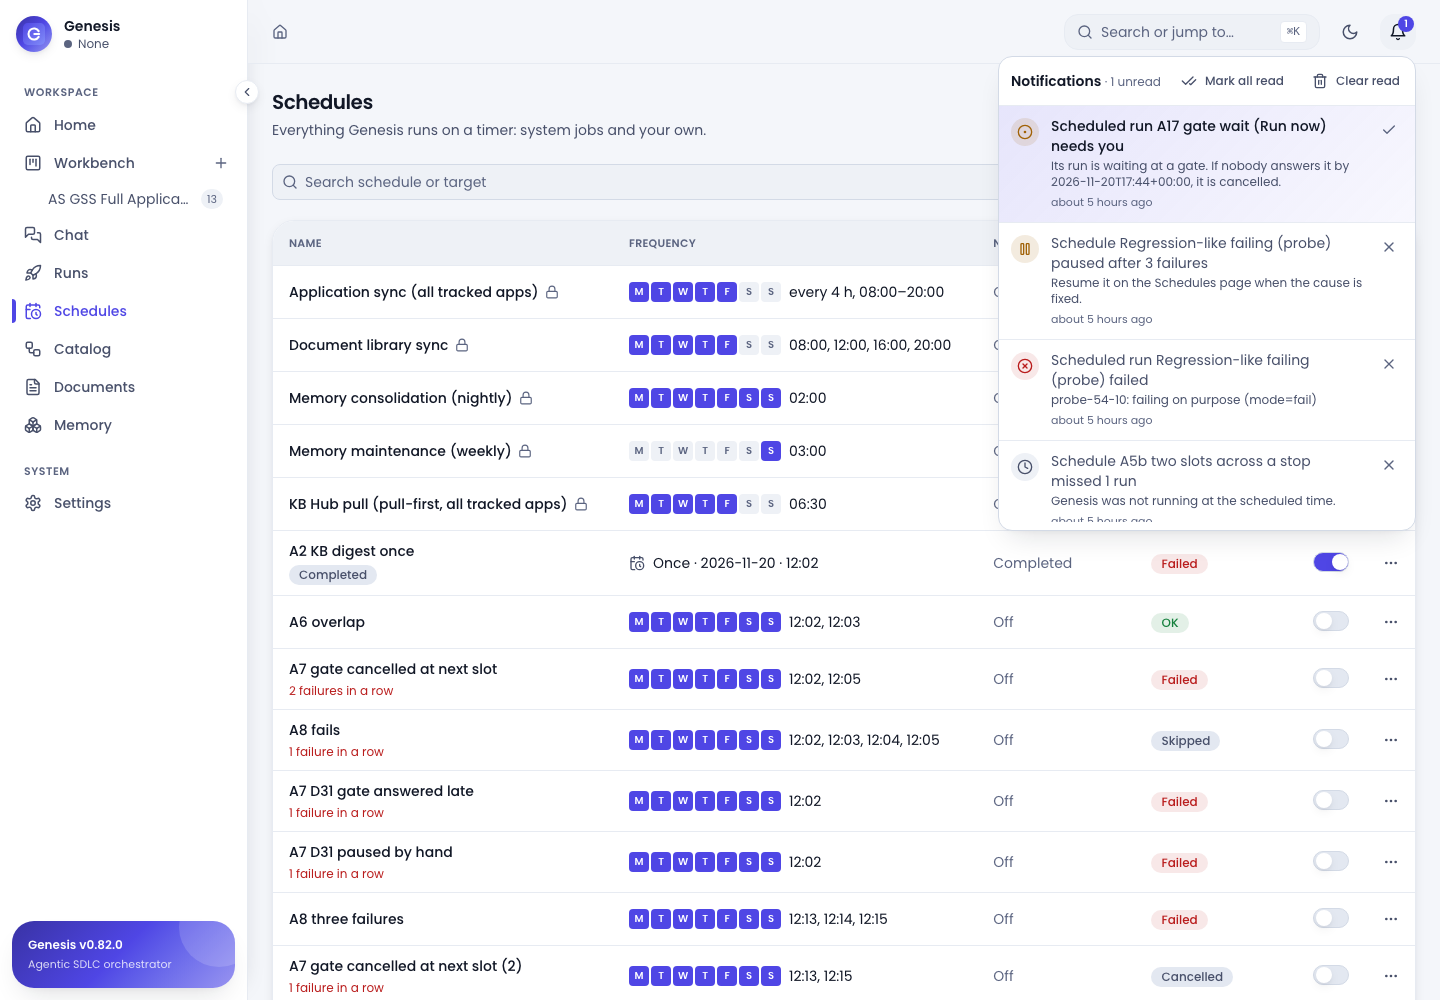 Genesis
None
WORKSPACE
Home
Workbench
AS GSS Full Applica... 13
Chat
Runs
Schedules
Catalog
Documents
Memory
SYSTEM
Settings
Genesis v0.82.0
Agentic SDLC orchestrator
Search or jump to... ⌘K
1
Schedules
Everything Genesis runs on a timer: system jobs and your own.
Search schedule or target
NAME FREQUENCY
Application sync (all tracked apps) M T W T F S S every 4 h, 08:00–20:00
Document library sync M T W T F S S 08:00, 12:00, 16:00, 20:00
Memory consolidation (nightly) M T W T F S S 02:00
Memory maintenance (weekly) M T W T F S S 03:00
KB Hub pull (pull-first, all tracked apps) M T W T F S S 06:30
A2 KB digest once
Completed
Once · 2026-11-20 · 12:02 Completed Failed
A6 overlap M T W T F S S 12:02, 12:03 Off OK
A7 gate cancelled at next slot
2 failures in a row
M T W T F S S 12:02, 12:05 Off Failed
A8 fails
1 failure in a row
M T W T F S S 12:02, 12:03, 12:04, 12:05 Off Skipped
A7 D31 gate answered late
1 failure in a row
M T W T F S S 12:02 Off Failed
A7 D31 paused by hand
1 failure in a row
M T W T F S S 12:02 Off Failed
A8 three failures M T W T F S S 12:13, 12:14, 12:15 Off Failed
A7 gate cancelled at next slot (2)
1 failure in a row
M T W T F S S 12:13, 12:15 Off Cancelled
Notifications · 1 unread Mark all read Clear read
Scheduled run A17 gate wait (Run now)
needs you
Its run is waiting at a gate. If nobody answers it by
2026-11-20T17:44+00:00, it is cancelled.
about 5 hours ago
Schedule Regression-like failing (probe)
paused after 3 failures
Resume it on the Schedules page when the cause is
fixed.
about 5 hours ago
Scheduled run Regression-like failing
(probe) failed
probe-54-10: failing on purpose (mode=fail)
about 5 hours ago
Schedule A5b two slots across a stop
missed 1 run
Genesis was not running at the scheduled time.
about 5 hours ago